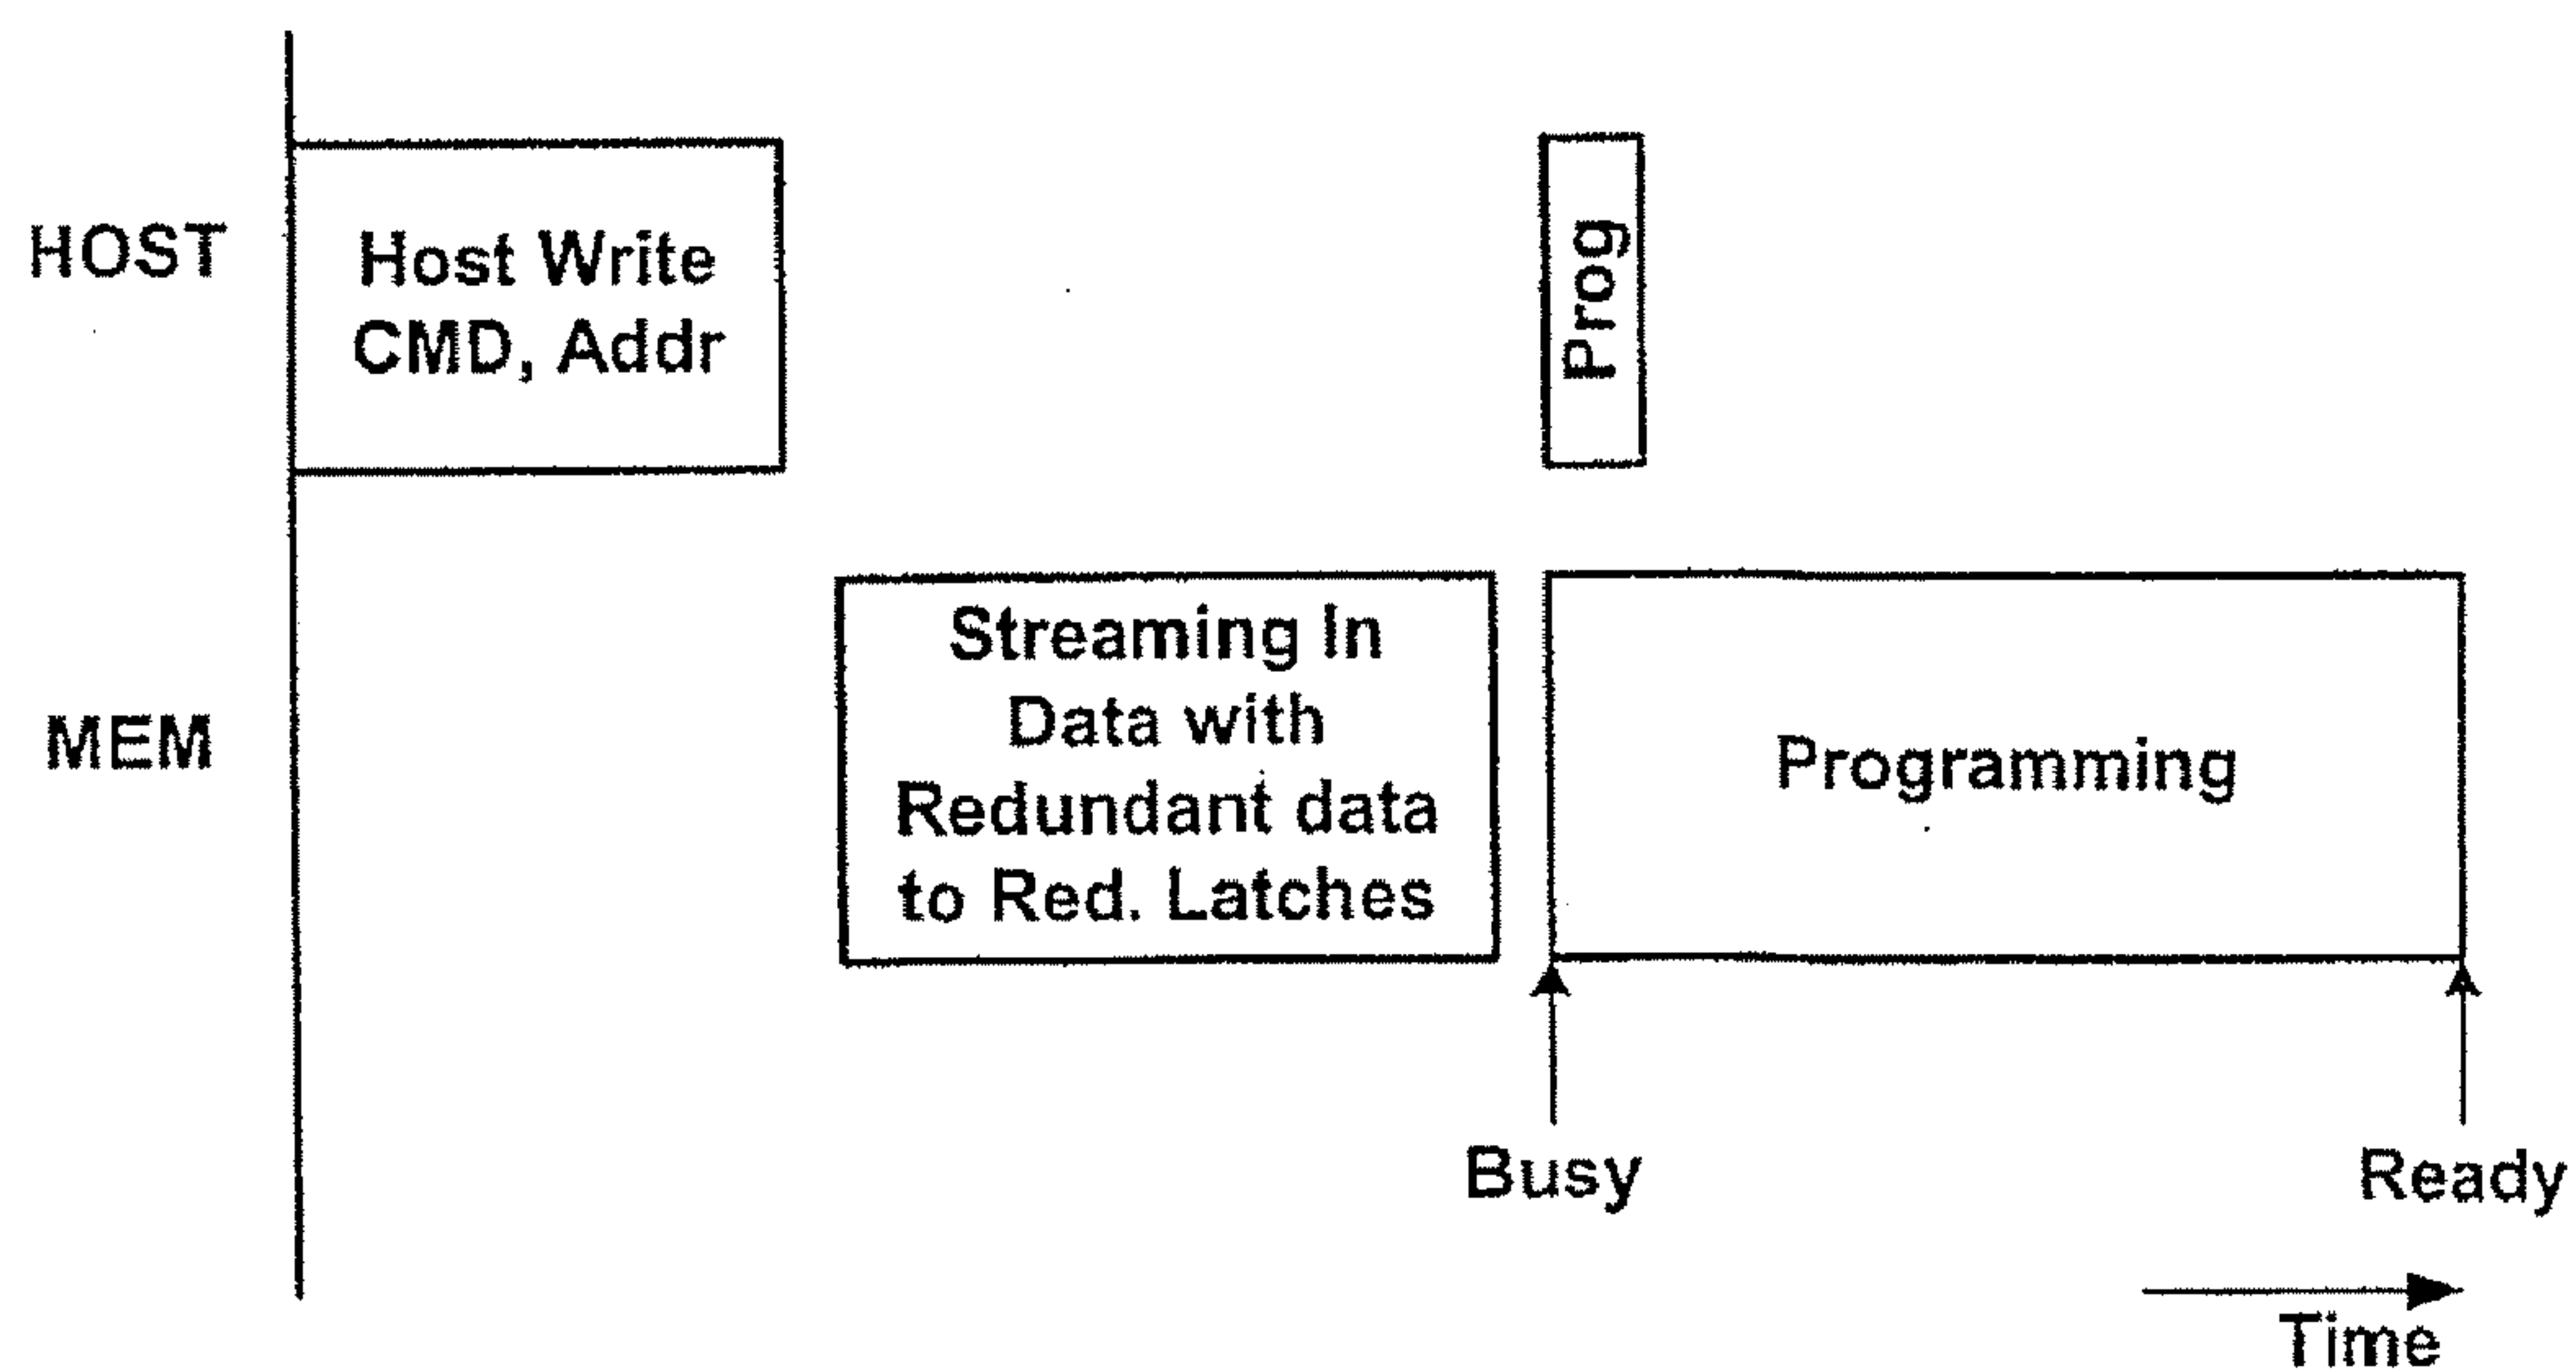 HOST
Host Write
CMD, Addr
Prog
MEM
Streaming In
Data with
Redundant data
to Red. Latches
Programming
Busy
Ready
Time